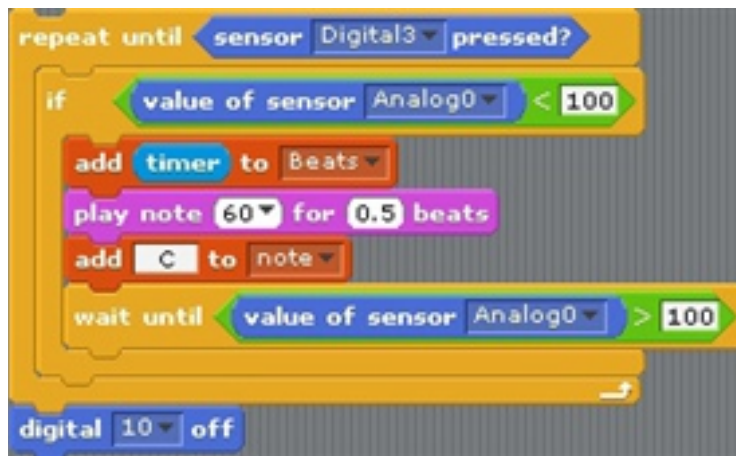 repeat until sensor Digital3 pressed?
if value of sensor Analog0 < 100
add timer to Beats
play note 60 for 0.5 beats
add C to note
wait until value of sensor Analog0 > 100
digital 10 off